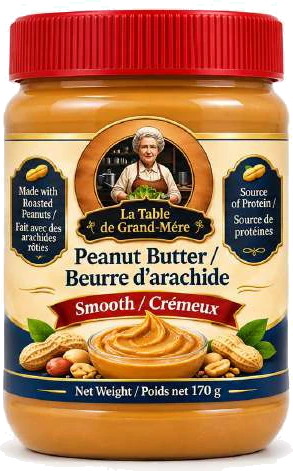 La Table
de Grand-Mére
Made with
Roasted
Peanuts /
Fait avec des
arachides
rôties
Source
of Protein /
Source de
protéines
Peanut Butter /
Beurre d'arachide
Smooth / Crémeux
Net Weight / Poids net 170 g